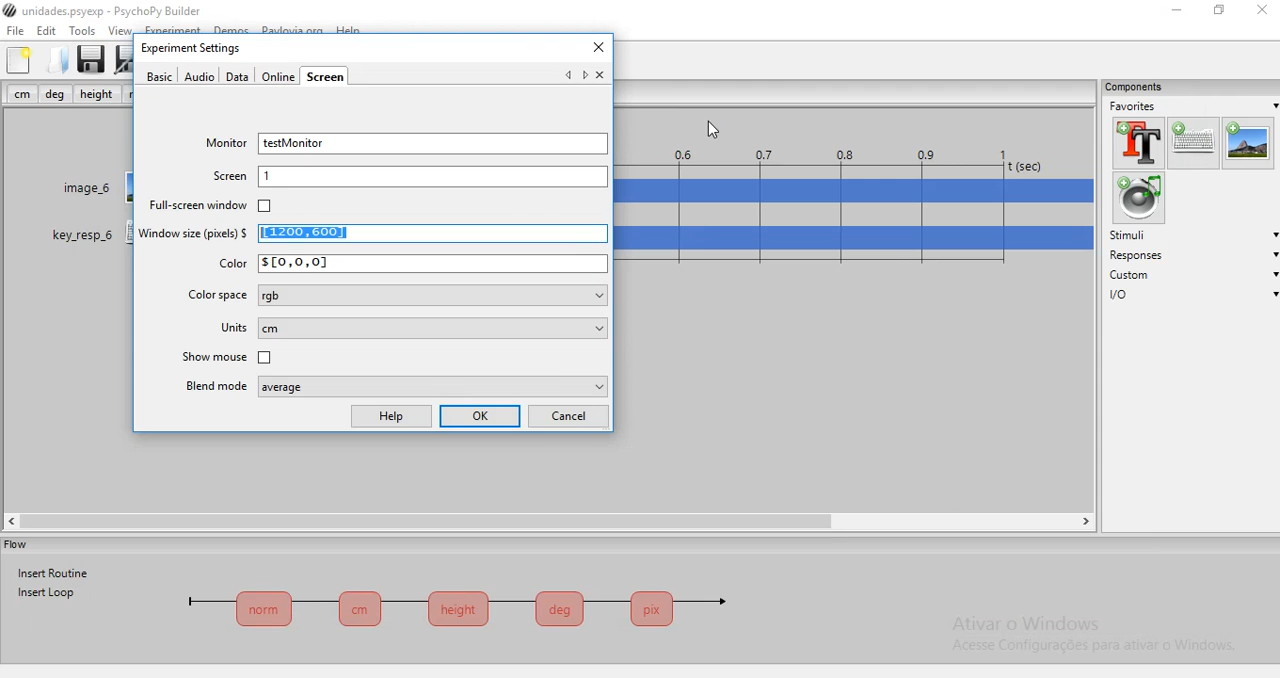 unidades.psyexp - PsychoPy Builder
File Edit Tools View Experiment Demos Pavlovia.org Help
Experiment Settings
Basic Audio Data Online Screen
cm deg height
Monitor testMonitor
Screen 1
Full-screen window
Window size (pixels) $ [1200,600]
Color $[0,0,0]
Color space rgb
Units cm
Show mouse
Blend mode average
Help OK Cancel
image_6
key_resp_6
0.6 0.7 0.8 0.9 1
t (sec)
Components
Favorites
Stimuli
Responses
Custom
I/O
Flow
Insert Routine
Insert Loop
norm cm height deg pix
Ativar o Windows
Acesse Configurações para ativar o Windows.